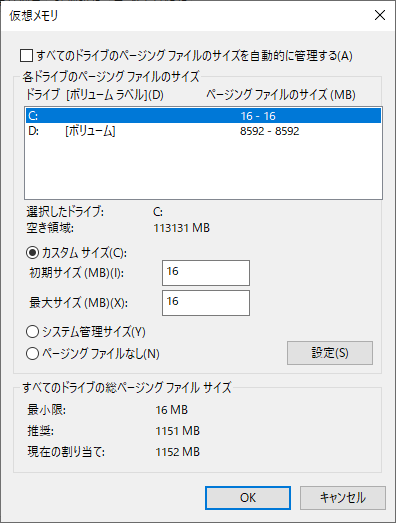 仮想メモリ
すべてのドライブのページング ファイルのサイズを自動的に管理する(A)
各ドライブのページング ファイルのサイズ
ドライブ [ボリューム ラベル](D) ページング ファイルのサイズ (MB)
C: 16 - 16
D: [ボリューム] 8592 - 8592
選択したドライブ: C:
空き領域: 113131 MB
カスタム サイズ(C):
初期サイズ (MB)(I): 16
最大サイズ (MB)(X): 16
システム管理サイズ(Y)
ページング ファイルなし(N) 設定(S)
すべてのドライブの総ページング ファイル サイズ
最小限: 16 MB
推奨: 1151 MB
現在の割り当て: 1152 MB
OK キャンセル